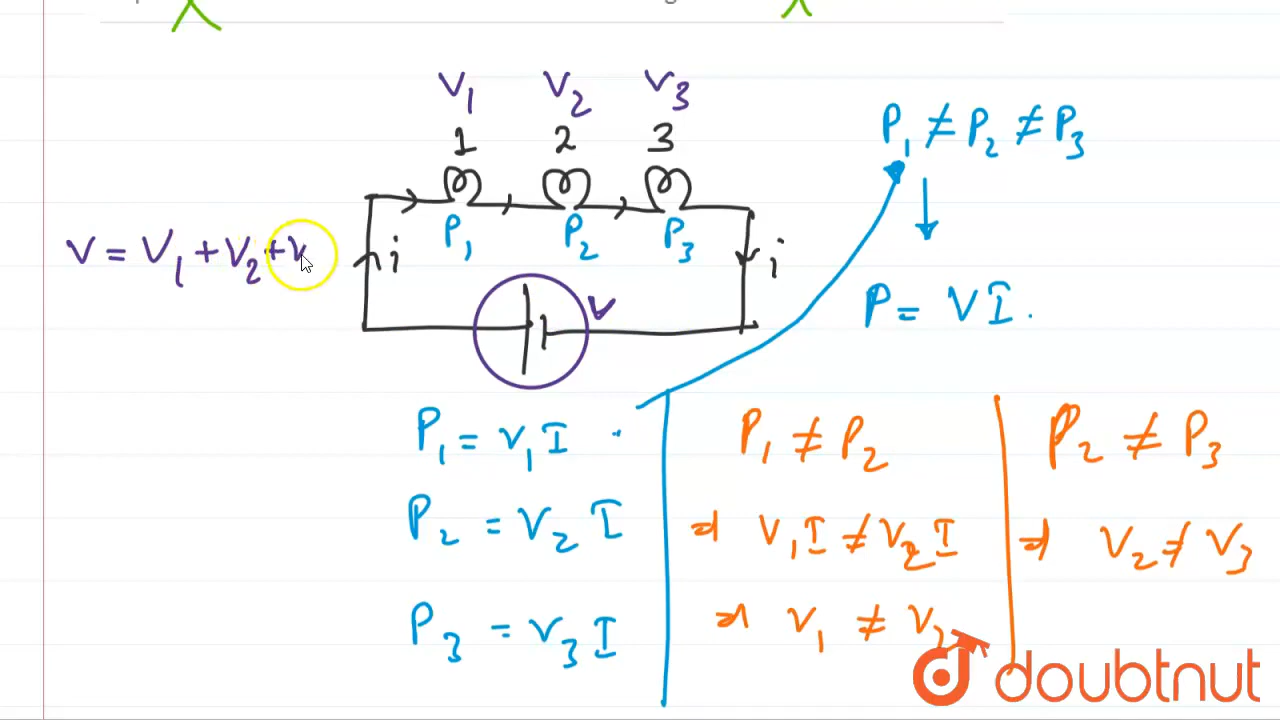 V1 V2 V3
1 2 3
P1 ≠ P2 ≠ P3
P1 P2 P3
V = V1 + V2 + V
i
i
V
P = VI.
P1 = V1 I
P2 = V2 I
P3 = V3 I
P1 ≠ P2
⇒ V1 I ≠ V2 I
⇒ V1 ≠ V2
P2 ≠ P3
⇒ V2 ≠ V3
doubtnut